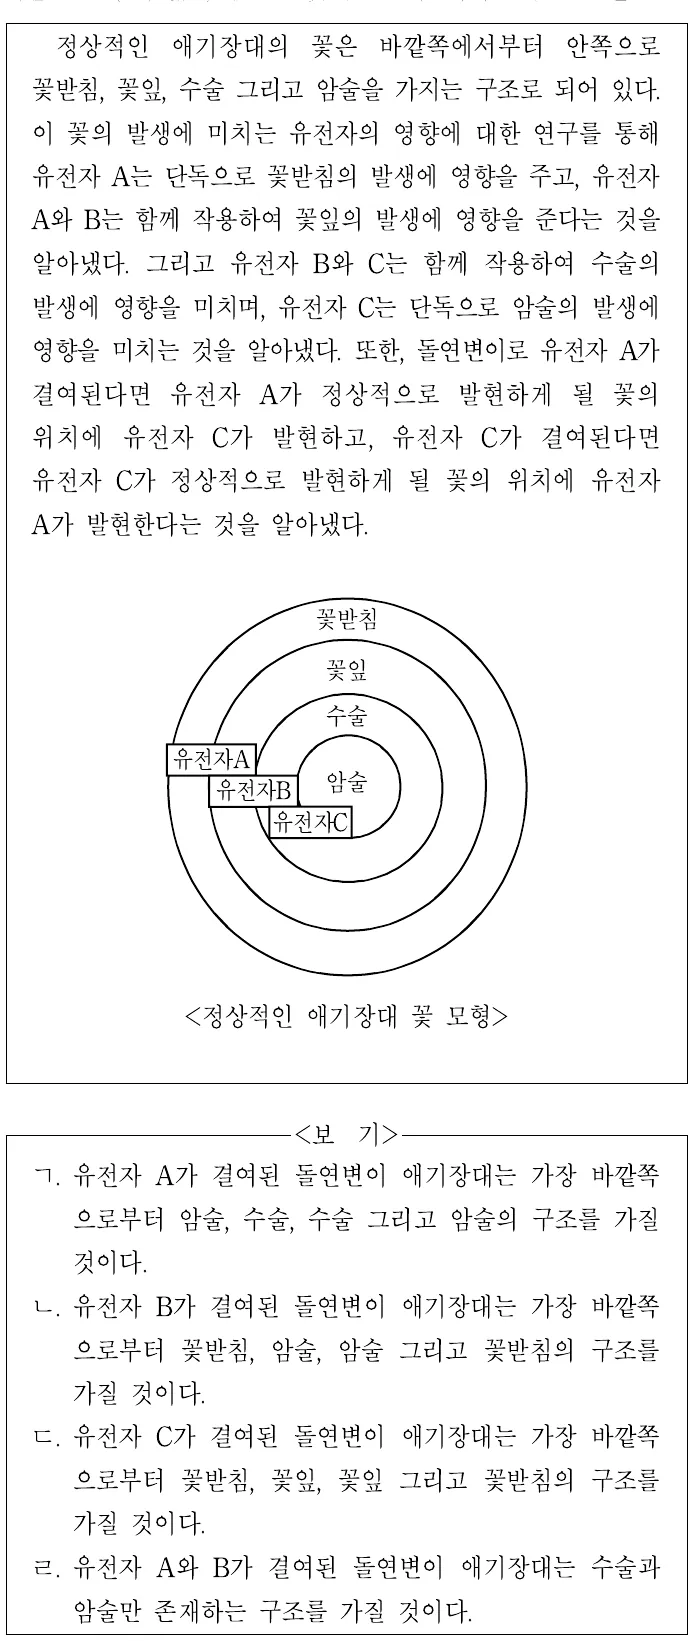 정상적인 애기장대의 꽃은 바깥쪽에서부터 안쪽으로
꽃받침, 꽃잎, 수술 그리고 암술을 가지는 구조로 되어 있다.
이 꽃의 발생에 미치는 유전자의 영향에 대한 연구를 통해
유전자 A는 단독으로 꽃받침의 발생에 영향을 주고, 유전자
A와 B는 함께 작용하여 꽃잎의 발생에 영향을 준다는 것을
알아냈다. 그리고 유전자 B와 C는 함께 작용하여 수술의
발생에 영향을 미치며, 유전자 C는 단독으로 암술의 발생에
영향을 미치는 것을 알아냈다. 또한, 돌연변이로 유전자 A가
결여된다면 유전자 A가 정상적으로 발현하게 될 꽃의
위치에 유전자 C가 발현하고, 유전자 C가 결여된다면
유전자 C가 정상적으로 발현하게 될 꽃의 위치에 유전자
A가 발현한다는 것을 알아냈다.
꽃받침
꽃잎
수술
암술
유전자A
유전자B
유전자C
<정상적인 애기장대 꽃 모형>
<보 기>
ㄱ. 유전자 A가 결여된 돌연변이 애기장대는 가장 바깥쪽
으로부터 암술, 수술, 수술 그리고 암술의 구조를 가질
것이다.
ㄴ. 유전자 B가 결여된 돌연변이 애기장대는 가장 바깥쪽
으로부터 꽃받침, 암술, 암술 그리고 꽃받침의 구조를
가질 것이다.
ㄷ. 유전자 C가 결여된 돌연변이 애기장대는 가장 바깥쪽
으로부터 꽃받침, 꽃잎, 꽃잎 그리고 꽃받침의 구조를
가질 것이다.
ㄹ. 유전자 A와 B가 결여된 돌연변이 애기장대는 수술과
암술만 존재하는 구조를 가질 것이다.